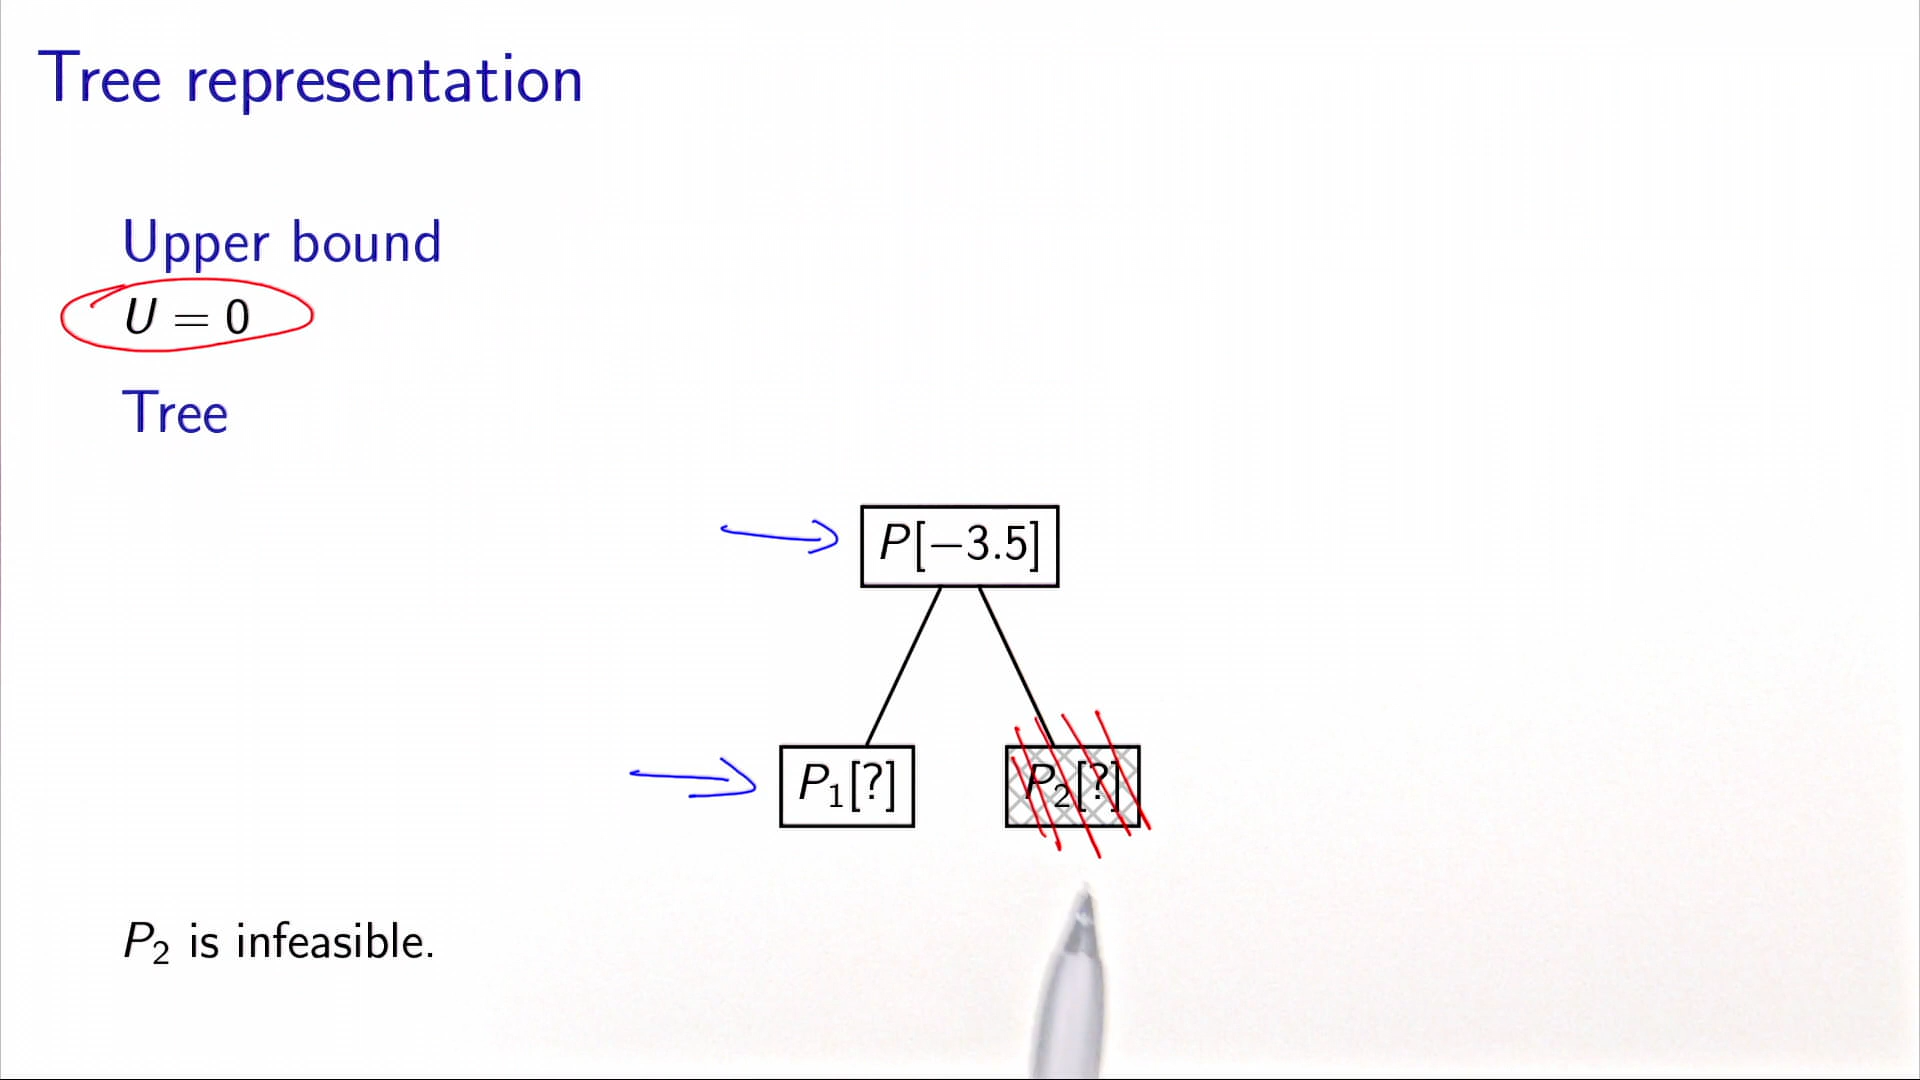 Tree representation
Upper bound
U = 0
Tree
P[−3.5]
P₁[?]
P₂[?]
P₂ is infeasible.